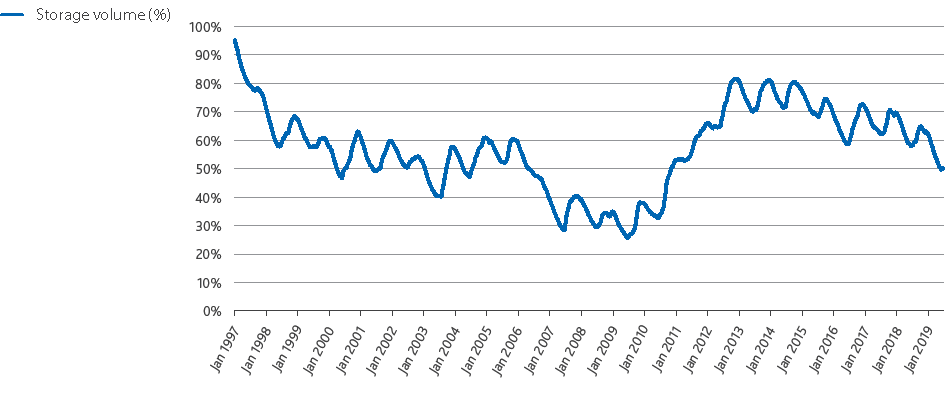 Storage volume (%)
100%
90%
80%
70%
60%
50%
40%
30%
20%
10%
0%
Jan 1997
Jan 1998
Jan 1999
Jan 2000
Jan 2001
Jan 2002
Jan 2003
Jan 2004
Jan 2005
Jan 2006
Jan 2007
Jan 2008
Jan 2009
Jan 2010
Jan 2011
Jan 2012
Jan 2013
Jan 2014
Jan 2015
Jan 2016
Jan 2017
Jan 2018
Jan 2019